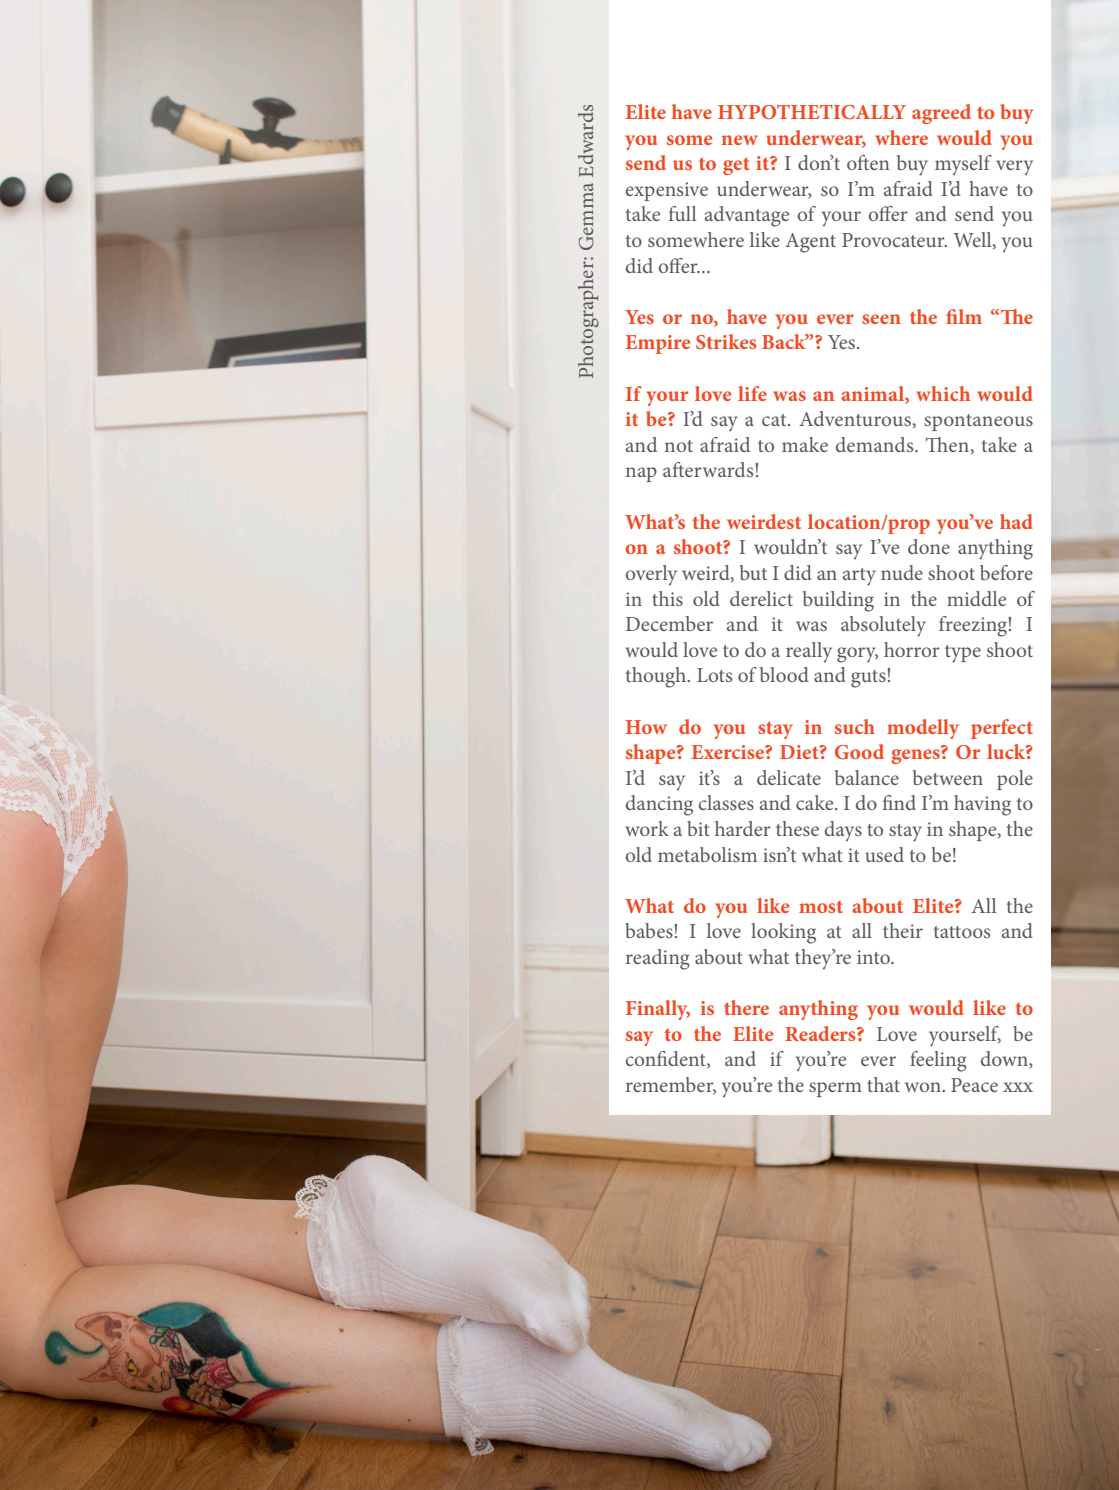 Photographer: Gemma Edwards
Elite have HYPOTHETICALLY agreed to buy
you some new underwear, where would you
send us to get it? I don’t often buy myself very
expensive underwear, so I’m afraid I’d have to
take full advantage of your offer and send you
to somewhere like Agent Provocateur. Well, you
did offer...
Yes or no, have you ever seen the film “The
Empire Strikes Back”? Yes.
If your love life was an animal, which would
it be? I’d say a cat. Adventurous, spontaneous
and not afraid to make demands. Then, take a
nap afterwards!
What’s the weirdest location/prop you’ve had
on a shoot? I wouldn’t say I’ve done anything
overly weird, but I did an arty nude shoot before
in this old derelict building in the middle of
December and it was absolutely freezing! I
would love to do a really gory, horror type shoot
though. Lots of blood and guts!
How do you stay in such modelly perfect
shape? Exercise? Diet? Good genes? Or luck?
I’d say it’s a delicate balance between pole
dancing classes and cake. I do find I’m having to
work a bit harder these days to stay in shape, the
old metabolism isn’t what it used to be!
What do you like most about Elite? All the
babes! I love looking at all their tattoos and
reading about what they’re into.
Finally, is there anything you would like to
say to the Elite Readers? Love yourself, be
confident, and if you’re ever feeling down,
remember, you’re the sperm that won. Peace xxx